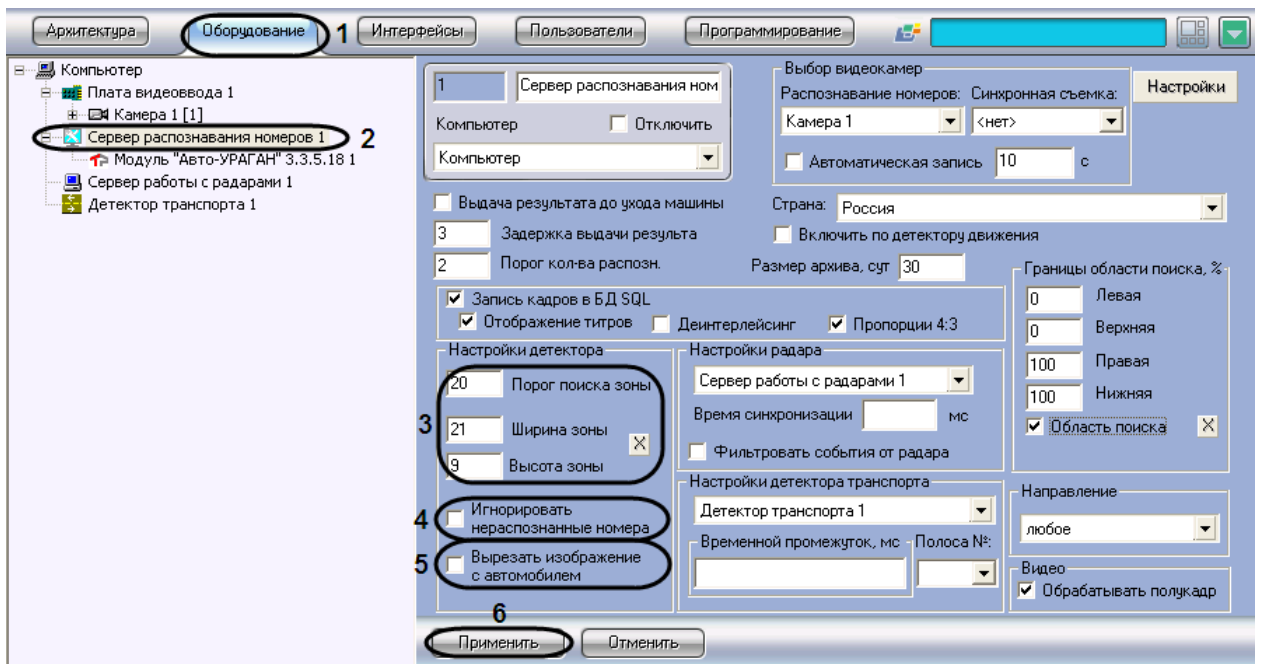 Архитектура Оборудование 1 Интерфейсы Пользователи Программирование
Компьютер
Плата видеоввода 1
Камера 1 [1]
Сервер распознавания номеров 1 2
Модуль "Авто-УРАГАН" 3.3.5.18 1
Сервер работы с радарами 1
Детектор транспорта 1
1 Сервер распознавания ном
Компьютер Отключить
Компьютер
Выбор видеокамер
Распознавание номеров: Синхронная съемка:
Камера 1 <нет>
Автоматическая запись 10 с
Настройки
Выдача результата до ухода машины
Страна: Россия
3 Задержка выдачи результа
Включить по детектору движения
2 Порог кол-ва распозн.
Размер архива, сут 30
Запись кадров в БД SQL
Отображение титров Деинтерлейсинг Пропорции 4:3
Границы области поиска, %
0 Левая
0 Верхняя
100 Правая
100 Нижняя
Область поиска X
Настройки детектора
3
20 Порог поиска зоны
21 Ширина зоны
X
9 Высота зоны
4 Игнорировать
нераспознанные номера
5 Вырезать изображение
с автомобилем
Настройки радара
Сервер работы с радарами 1
Время синхронизации мс
Фильтровать события от радара
Настройки детектора транспорта
Детектор транспорта 1
Временной промежуток, мс Полоса №:
Направление
любое
Видео
Обрабатывать полукадр
6
Применить Отменить